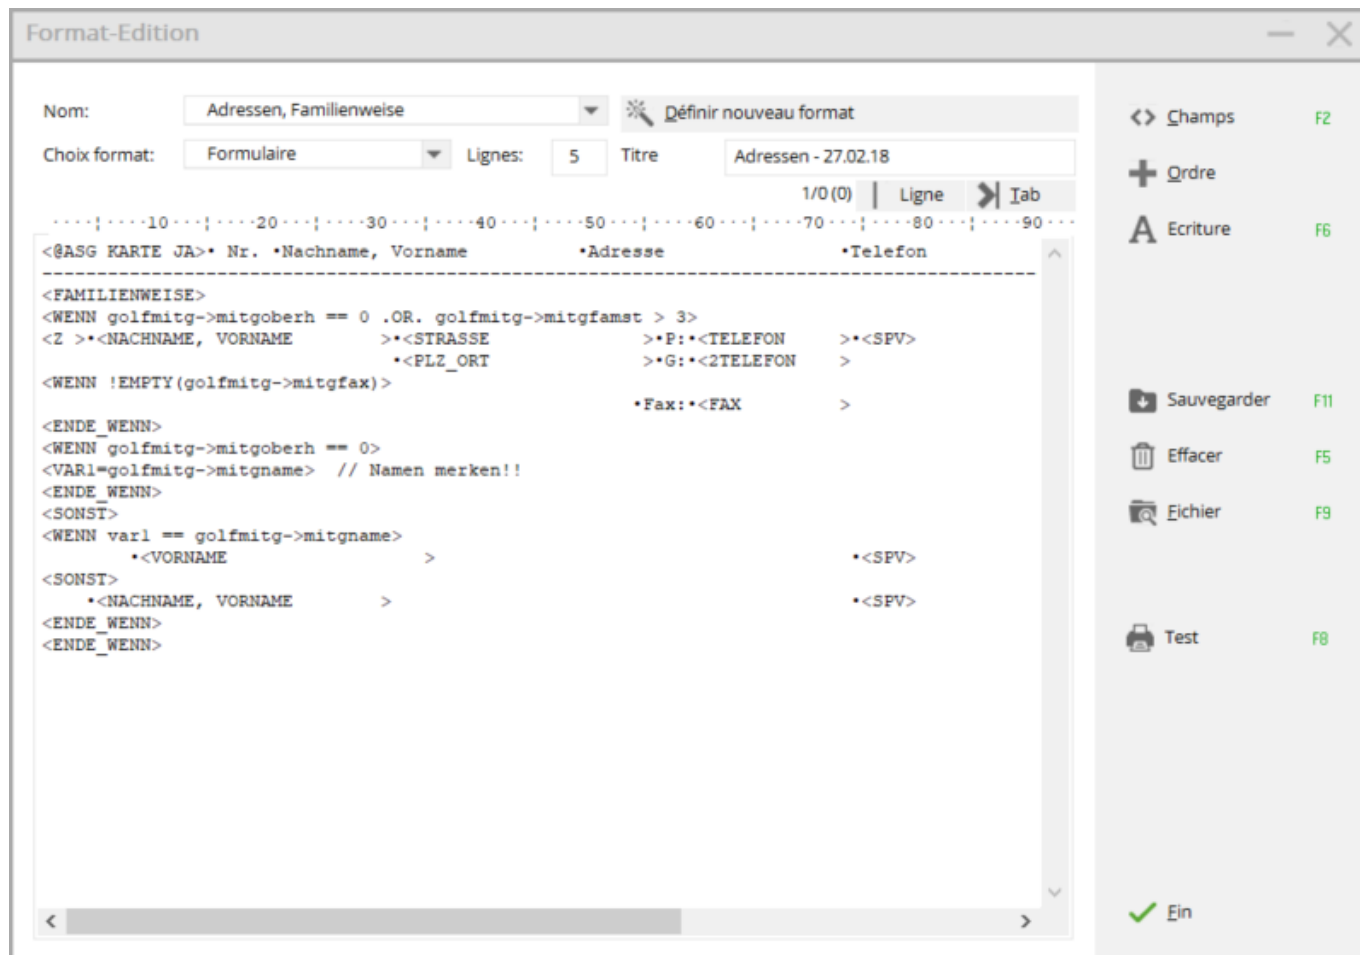 Format-Edition
Nom: Adressen, Familienweise Définir nouveau format
Choix format: Formulaire Lignes: 5 Titre Adressen - 27.02.18
1/0 (0) Ligne Tab
····¦····10···¦····20···¦····30···¦····40···¦····50···¦····60···¦····70···¦····80···¦····90···
<@ASG KARTE JA>• Nr. •Nachname, Vorname •Adresse •Telefon
-------------------------------------------------------------------------------------------
<FAMILIENWEISE>
<WENN golfmitg->mitgoberh == 0 .OR. golfmitg->mitgfamst > 3>
<Z >•<NACHNAME, VORNAME >•<STRASSE >•P:•<TELEFON >•<SPV>
•<PLZ_ORT >•G:•<2TELEFON >
<WENN !EMPTY(golfmitg->mitgfax)>
•Fax:•<FAX >
<ENDE_WENN>
<WENN golfmitg->mitgoberh == 0>
<VAR1=golfmitg->mitgname> // Namen merken!!
<ENDE_WENN>
<SONST>
<WENN var1 == golfmitg->mitgname>
•<VORNAME > •<SPV>
<SONST>
•<NACHNAME, VORNAME > •<SPV>
<ENDE_WENN>
<ENDE_WENN>
Champs F2
Ordre
Ecriture F6
Sauvegarder F11
Effacer F5
Fichier F9
Test F8
Fin